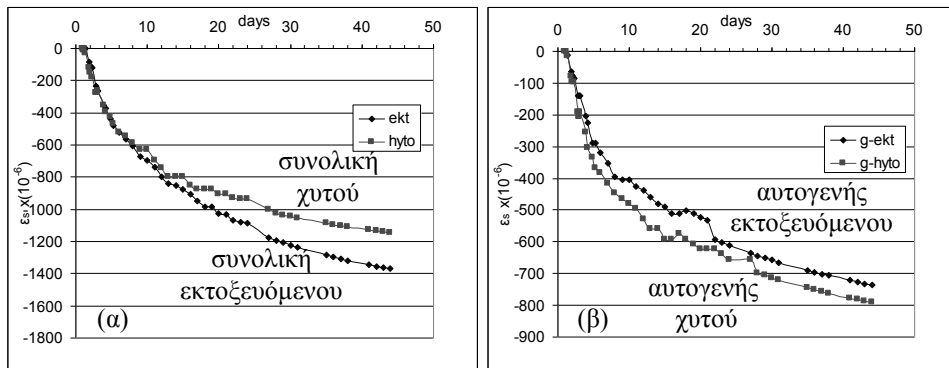 days
0 10 20 30 40 50
0
-200
-400
-600
-800
-1000
-1200
-1400
-1600
-1800
εsι x(10⁻⁶)
ekt
hyto
συνολική
χυτού
συνολική
εκτοξευόμενου
(α)
days
0 10 20 30 40 50
0
-100
-200
-300
-400
-500
-600
-700
-800
-900
εs x(10⁻⁶)
g-ekt
g-hyto
αυτογενής
εκτοξευόμενου
αυτογενής
χυτού
(β)